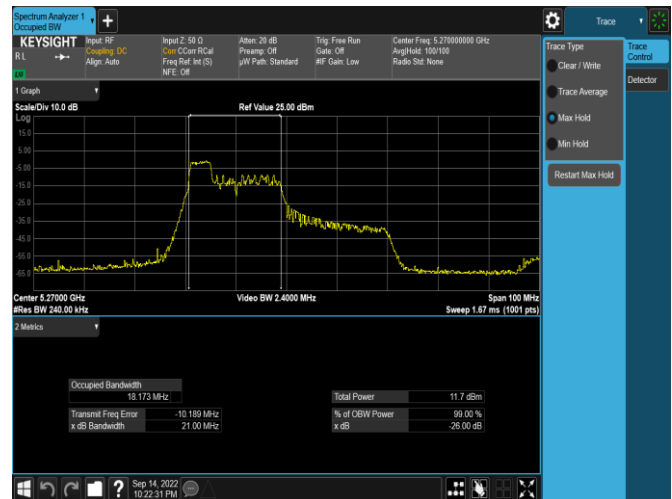 Spectrum Analyzer 1
Occupied BW
+
Trace
KEYSIGHT
R L
LXI
Input: RF
Coupling: DC
Align: Auto
Input Z: 50 Ω
Corr CCorr RCal
Freq Ref: Int (S)
NFE: Off
Atten: 20 dB
Preamp: Off
µW Path: Standard
Trig: Free Run
Gate: Off
#IF Gain: Low
Center Freq: 5.270000000 GHz
Avg|Hold: 100/100
Radio Std: None
Trace Type
Clear / Write
Trace Average
Max Hold
Min Hold
Restart Max Hold
Trace
Control
Detector
1 Graph
Scale/Div 10.0 dB
Ref Value 25.00 dBm
Log
15.0
5.00
-5.00
-15.0
-25.0
-35.0
-45.0
-55.0
-65.0
Center 5.27000 GHz
#Res BW 240.00 kHz
Video BW 2.4000 MHz
Span 100 MHz
Sweep 1.67 ms (1001 pts)
2 Metrics
Occupied Bandwidth
18.173 MHz
Transmit Freq Error -10.189 MHz
x dB Bandwidth 21.00 MHz
Total Power 11.7 dBm
% of OBW Power 99.00 %
x dB -26.00 dB
?
Sep 14, 2022
10:22:31 PM